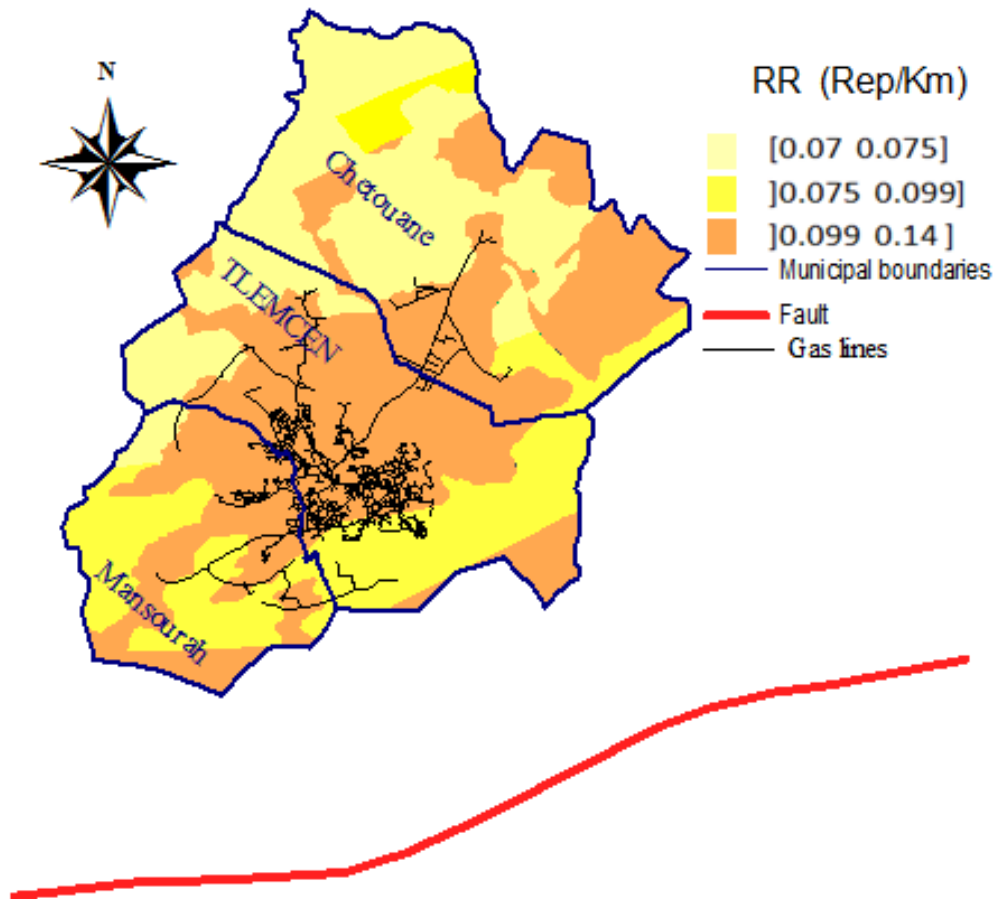 N
RR (Rep/Km)
[0.07 0.075]
]0.075 0.099]
]0.099 0.14 ]
Municipal boundaries
Fault
Gas lines
Chetouane
TLEMCEN
Mansourah